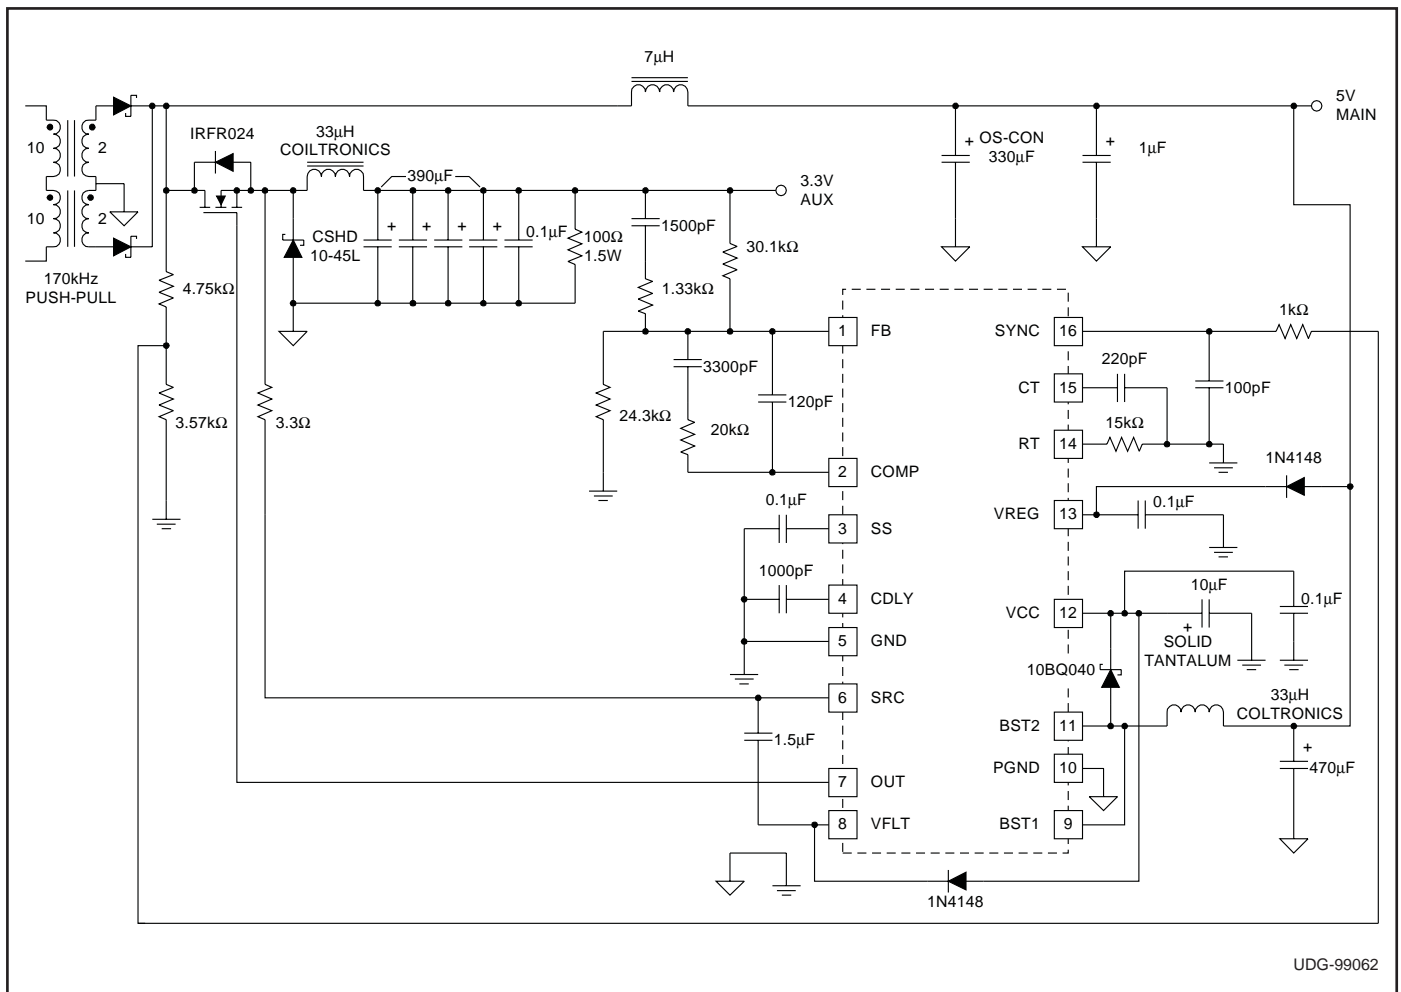 7μH
5V
MAIN
IRFR024
33μH
COILTRONICS
OS-CON
330μF
1μF
+
+
10
2
10
2
390μF
3.3V
AUX
+
+
+
+
0.1μF
CSHD
10-45L
100Ω
1.5W
1500pF
30.1kΩ
170kHz
PUSH-PULL
4.75kΩ
1.33kΩ
1kΩ
1
FB
SYNC
16
3300pF
220pF
CT
15
100pF
3.57kΩ
3.3Ω
24.3kΩ
20kΩ
120pF
15kΩ
RT
14
2
COMP
1N4148
0.1μF
3
SS
VREG
13
0.1μF
1000pF
4
CDLY
VCC
12
10μF
+
SOLID
TANTALUM
0.1μF
5
GND
10BQ040
6
SRC
33μH
COLTRONICS
BST2
11
1.5μF
+
470μF
PGND
10
7
OUT
8
VFLT
BST1
9
1N4148
UDG-99062